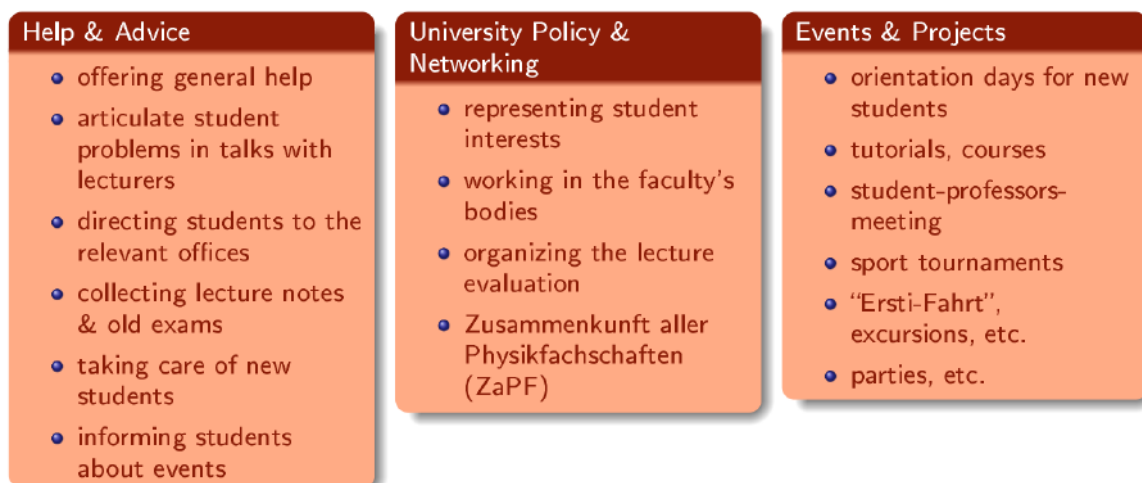 Help & Advice
offering general help
articulate student
problems in talks with
lecturers
directing students to the
relevant offices
collecting lecture notes
& old exams
taking care of new
students
informing students
about events
University Policy &
Networking
representing student
interests
working in the faculty's
bodies
organizing the lecture
evaluation
Zusammenkunft aller
Physikfachschaften
(ZaPF)
Events & Projects
orientation days for new
students
tutorials, courses
student-professors-
meeting
sport tournaments
“Ersti-Fahrt”,
excursions, etc.
parties, etc.